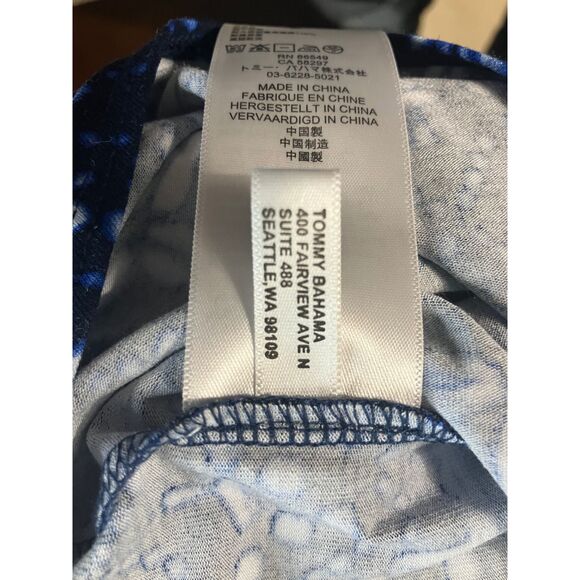 RN 86549
CA 58297
トミー・バハマ株式会社
03-6228-5021
MADE IN CHINA
FABRIQUE EN CHINE
HERGESTELLT IN CHINA
VERVAARDIGD IN CHINA
中国製
中国制造
中國製
TOMMY BAHAMA
400 FAIRVIEW AVE N
SUITE 488
SEATTLE,WA 98109